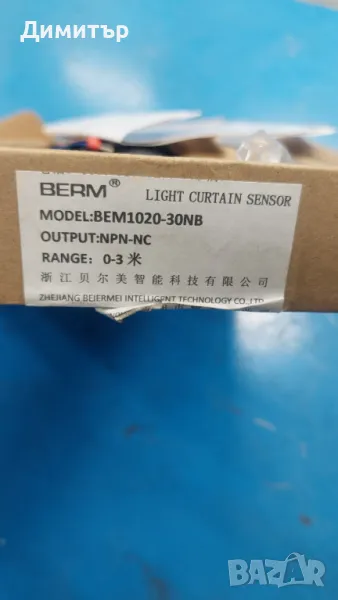 Димитър
BERM® LIGHT CURTAIN SENSOR
MODEL:BEM1020-30NB
OUTPUT:NPN-NC
RANGE: 0-3 米
浙江贝尔美智能科技有限公司
ZHEJIANG BEIERMEI INTELLIGENT TECHNOLOGY CO.,LTD
BAZAR